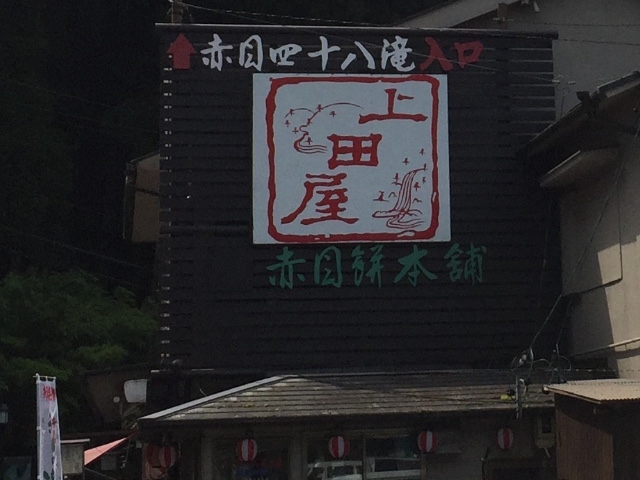 赤目四十八滝入口
上
田
屋
赤目餅本舗